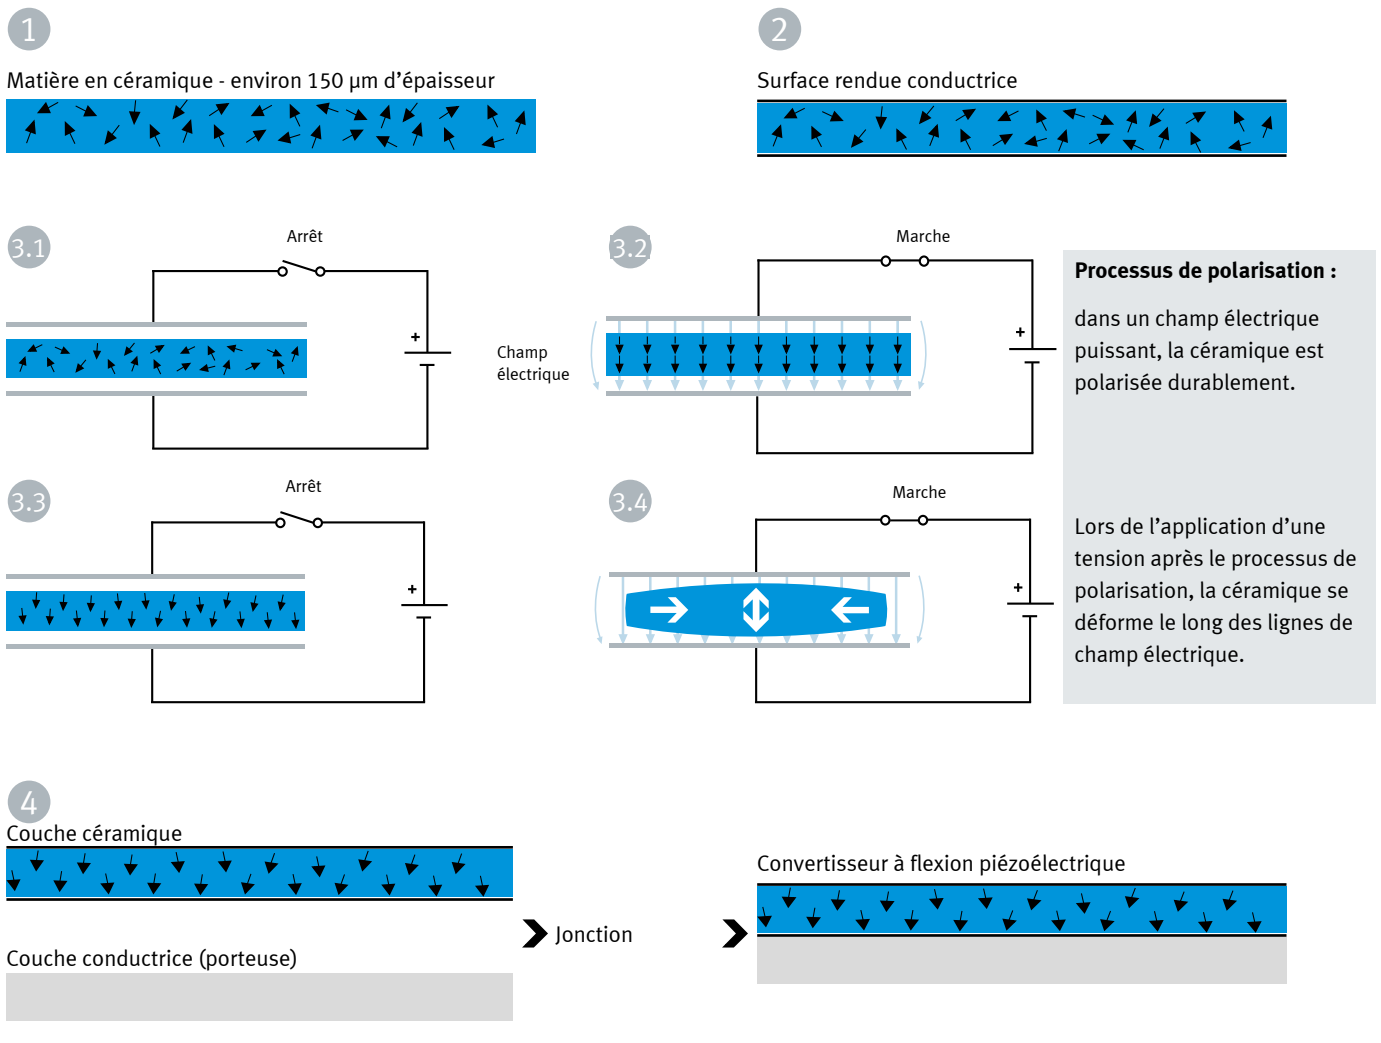 1
Matière en céramique - environ 150 µm d’épaisseur
2
Surface rendue conductrice
3.1
Arrêt
+
3.2
Marche
Champ
électrique
+
Processus de polarisation :
dans un champ électrique
puissant, la céramique est
polarisée durablement.
3.3
Arrêt
+
3.4
Marche
+
Lors de l’application d’une
tension après le processus de
polarisation, la céramique se
déforme le long des lignes de
champ électrique.
4
Couche céramique
Couche conductrice (porteuse)
Jonction
Convertisseur à flexion piézoélectrique